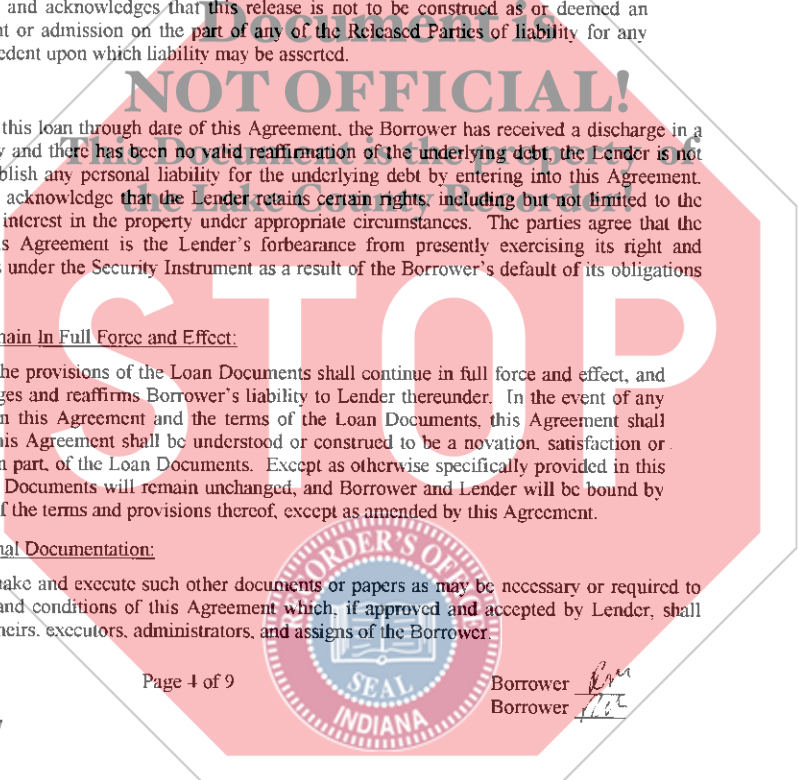 and acknowledges that this release is not to be construed as or deemed an
Document is
or admission on the part of any of the Released Parties of liability for any
upon which liability may be asserted.
NOT OFFICIAL!
this loan through date of this Agreement, the Borrower has received a discharge in a
and there has been no valid reaffirmation of the underlying debt, the Lender is not
This Document is the property of
any personal liability for the underlying debt by entering into this Agreement.
acknowledge that the Lender retains certain rights, including but not limited to the
the Lake County Recorder!
interest in the property under appropriate circumstances. The parties agree that the
Agreement is the Lender's forbearance from presently exercising its right and
under the Security Instrument as a result of the Borrower's default of its obligations
STOP
main In Full Force and Effect:
he provisions of the Loan Documents shall continue in full force and effect, and
ges and reaffirms Borrower's liability to Lender thereunder. In the event of any
n this Agreement and the terms of the Loan Documents, this Agreement shall
his Agreement shall be understood or construed to be a novation, satisfaction or
n part, of the Loan Documents. Except as otherwise specifically provided in this
Documents will remain unchanged, and Borrower and Lender will be bound by
f the terms and provisions thereof, except as amended by this Agreement.
nal Documentation:
ake and execute such other documents or papers as may be necessary or required to
and conditions of this Agreement which, if approved and accepted by Lender, shall
heirs, executors, administrators, and assigns of the Borrower.
RECORDER'S OFFICE
SEAL
INDIANA
Page 4 of 9
Borrower
Borrower